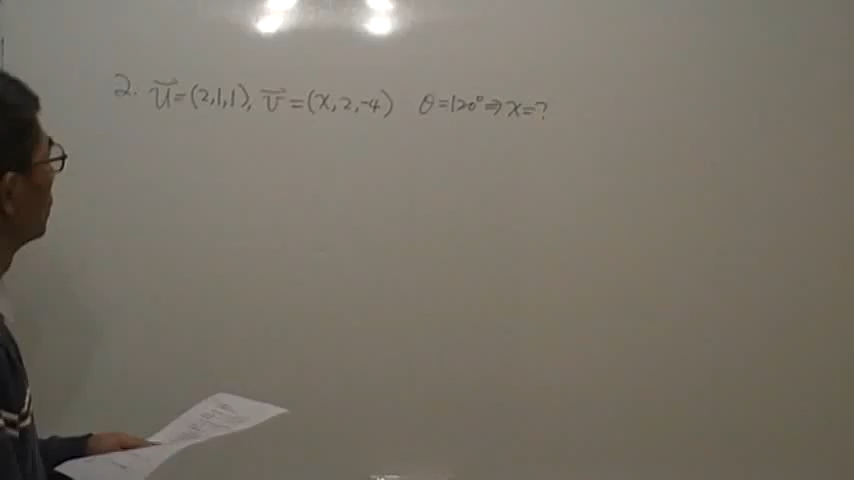 2. u⃗=(2,1,1), v⃗=(x,2,-4) θ=120°⇒x=?